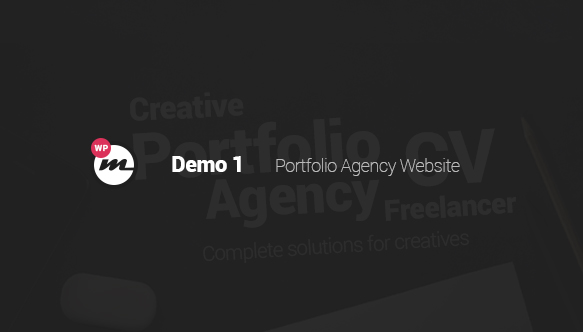 Creative
Portfolio CV
Agency Freelancer
Complete solutions for creatives
WP
m
Demo 1
Portfolio Agency Website